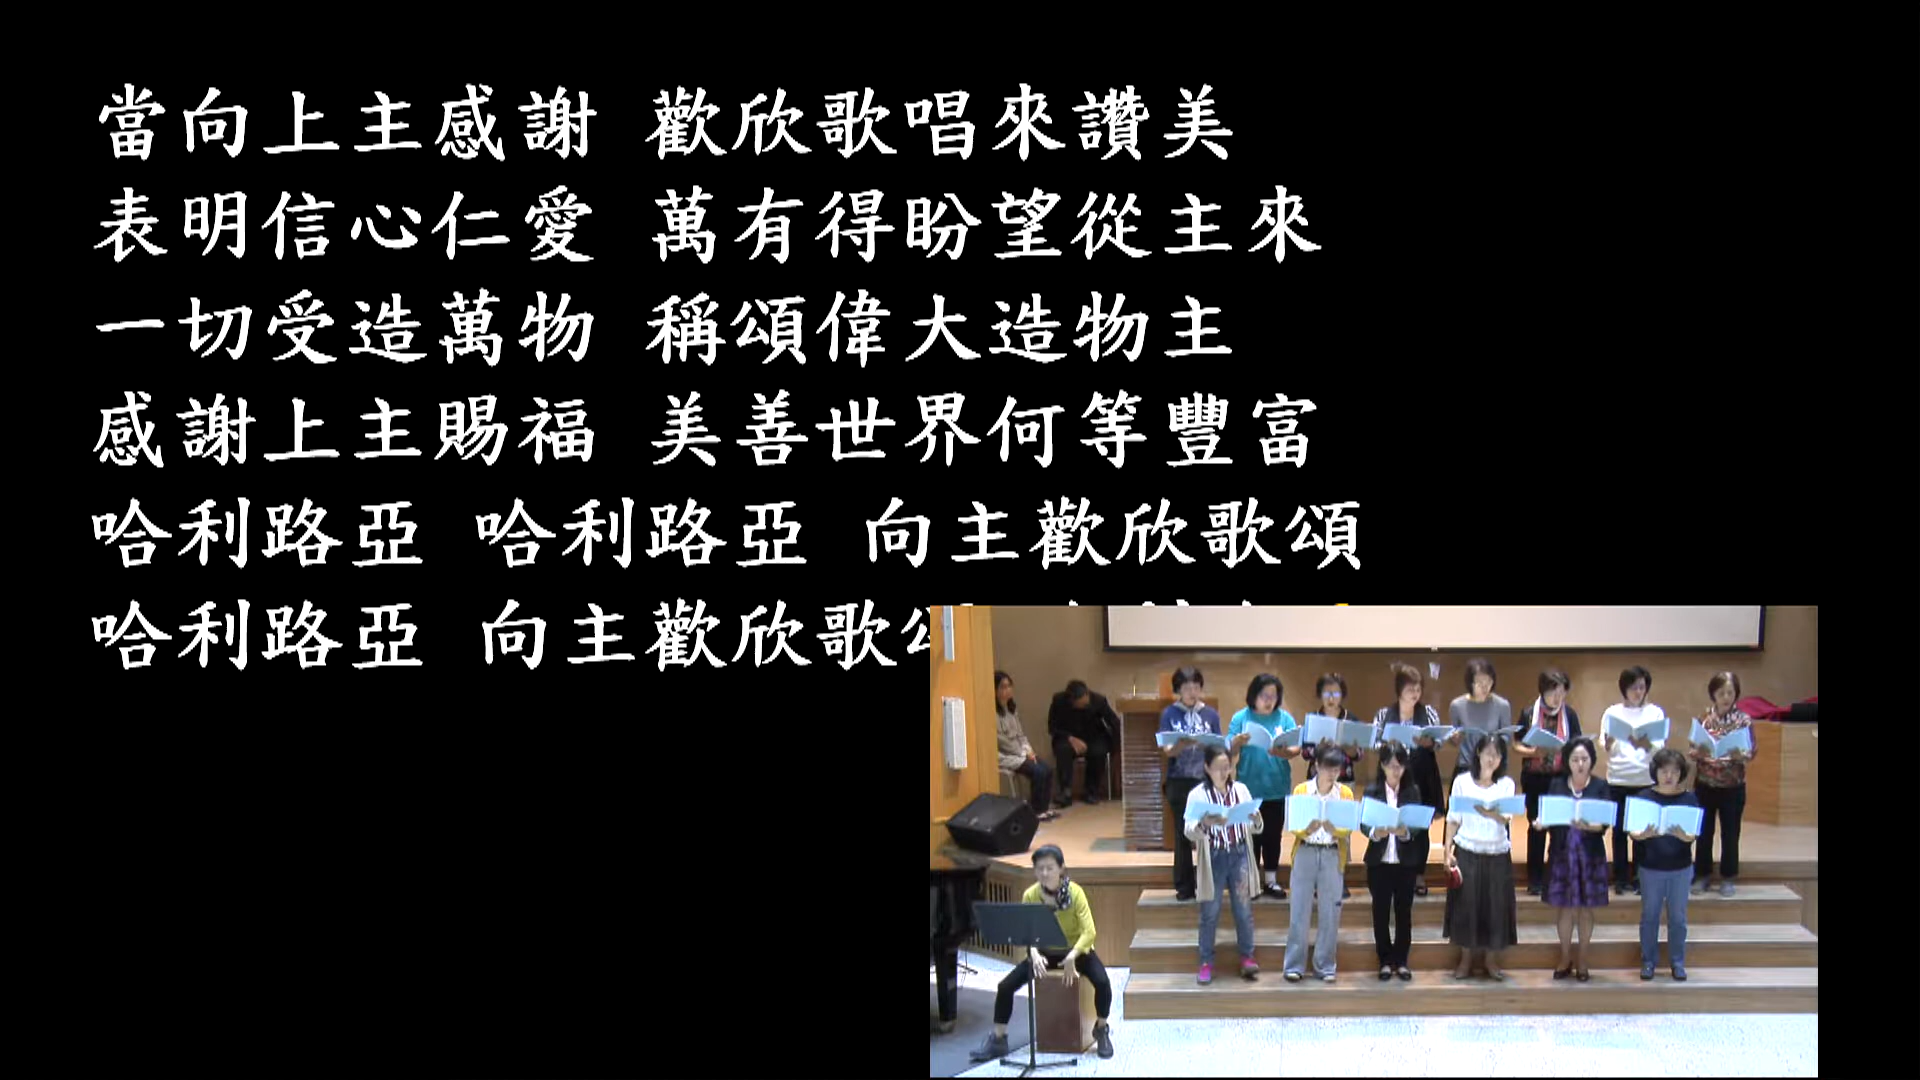 當向上主感謝 歡欣歌唱來讚美
表明信心仁愛 萬有得盼望從主來
一切受造萬物 稱頌偉大造物主
感謝上主賜福 美善世界何等豐富
哈利路亞 哈利路亞 向主歡欣歌頌
哈利路亞 向主歡欣歌頌